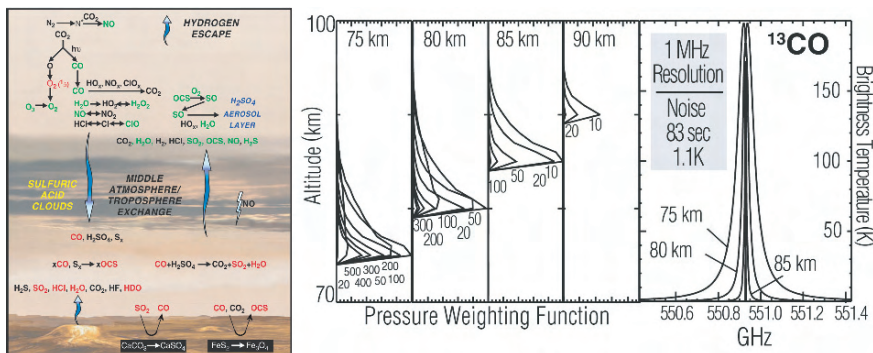 N₂ → N* CO₂ → NO
CO₂
hυ
O
CO
O₂ (¹Δ)
O₃ ↔ O₂
CO HOₓ, NOₓ, ClOₓ → CO₂
H₂O ↔ HO₂ ↔ H₂O₂
NO ↔ NO₂
HCl ↔ Cl ↔ ClO
HYDROGEN
ESCAPE
O₂
OCS → SO
SO
HOₓ, H₂O
H₂SO₄
AEROSOL
LAYER
CO₂, H₂O, H₂, HCl, SO₂, OCS, NO, H₂S
SULFURIC
ACID
CLOUDS
MIDDLE
ATMOSPHERE/
TROPOSPHERE
EXCHANGE
NO
CO, H₂SO₄, Sₓ
xCO, Sₓ → xOCS
CO+H₂SO₄ → CO₂+SO₂+H₂O
H₂S, SO₂, HCl, H₂O, CO₂, HF, HDO
SO₂ CO
CO, CO₂ OCS
CaCO₃ → CaSO₄
FeS₂ → Fe₃O₄
100
75 km
80 km
85 km
90 km
Altitude (km)
70
500 300 200
400 50 100
300 100 50
200 20
100 50 20 10
20 10
Pressure Weighting Function
1 MHz
Resolution
Noise
83 sec
1.1K
¹³CO
75 km
80 km
85 km
150
100
50
0
Brightness Temperature (K)
550.6 550.8 551.0 551.2 551.4
GHz